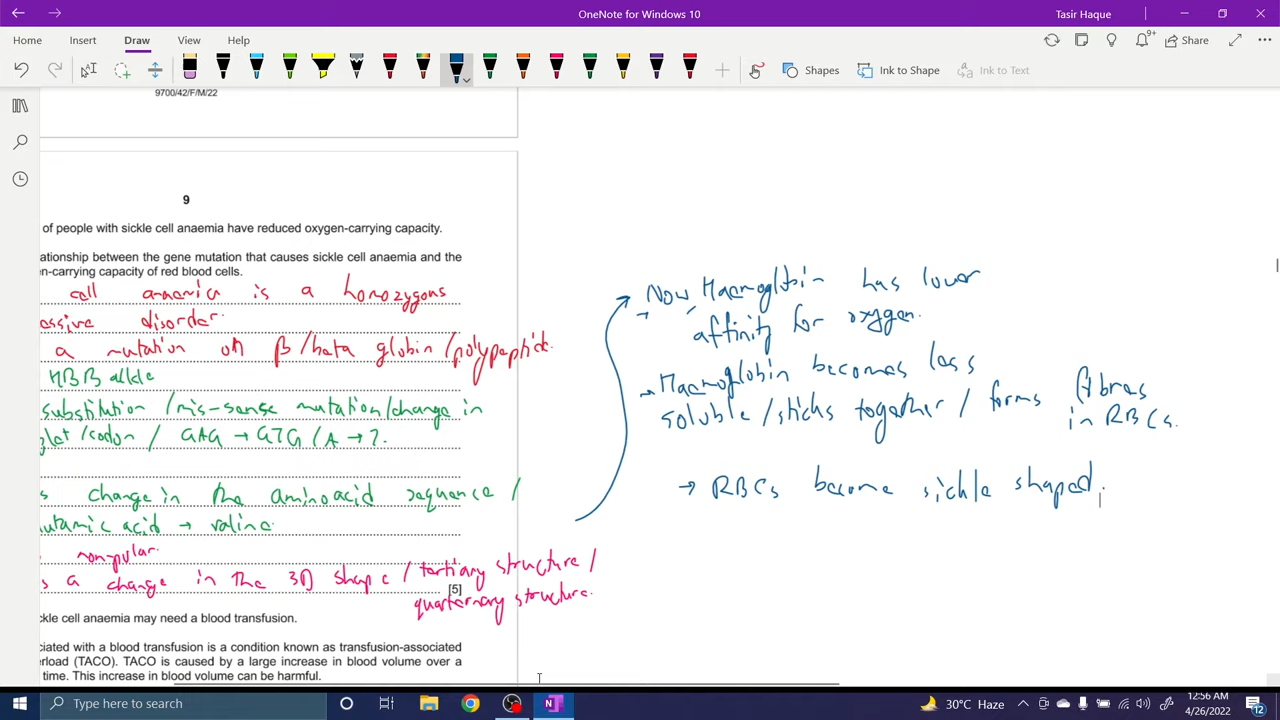 OneNote for Windows 10
Tasir Haque
Home
Insert
Draw
View
Help
Share
Shapes
Ink to Shape
Ink to Text
9700/42/F/M/22
9
of people with sickle cell anaemia have reduced oxygen-carrying capacity.
ationship between the gene mutation that causes sickle cell anaemia and the
en-carrying capacity of red blood cells.
cell anaemia is a homozygous
essive disorder.
a mutation on β/beta globin/polypeptide.
HBB allele
substitution /mis-sense mutation/change in
plet/codon / GAG → GTG / A → T.
s change in the aminoacid sequence /
utamic acid → valine
nonpolar.
s a change in the 3D shape / tertiary structure /
quarternary structure.
[5]
ckle cell anaemia may need a blood transfusion.
ciated with a blood transfusion is a condition known as transfusion-associated
erload (TACO). TACO is caused by a large increase in blood volume over a
time. This increase in blood volume can be harmful.
Now Haemoglobin has lower
→ affinity for oxygen.
→ Haemoglobin becomes less
soluble / sticks together / forms fibres
in RBCs.
→ RBCs become sickle shaped.
Type here to search
30°C Haze
12:56 AM
4/26/2022
12